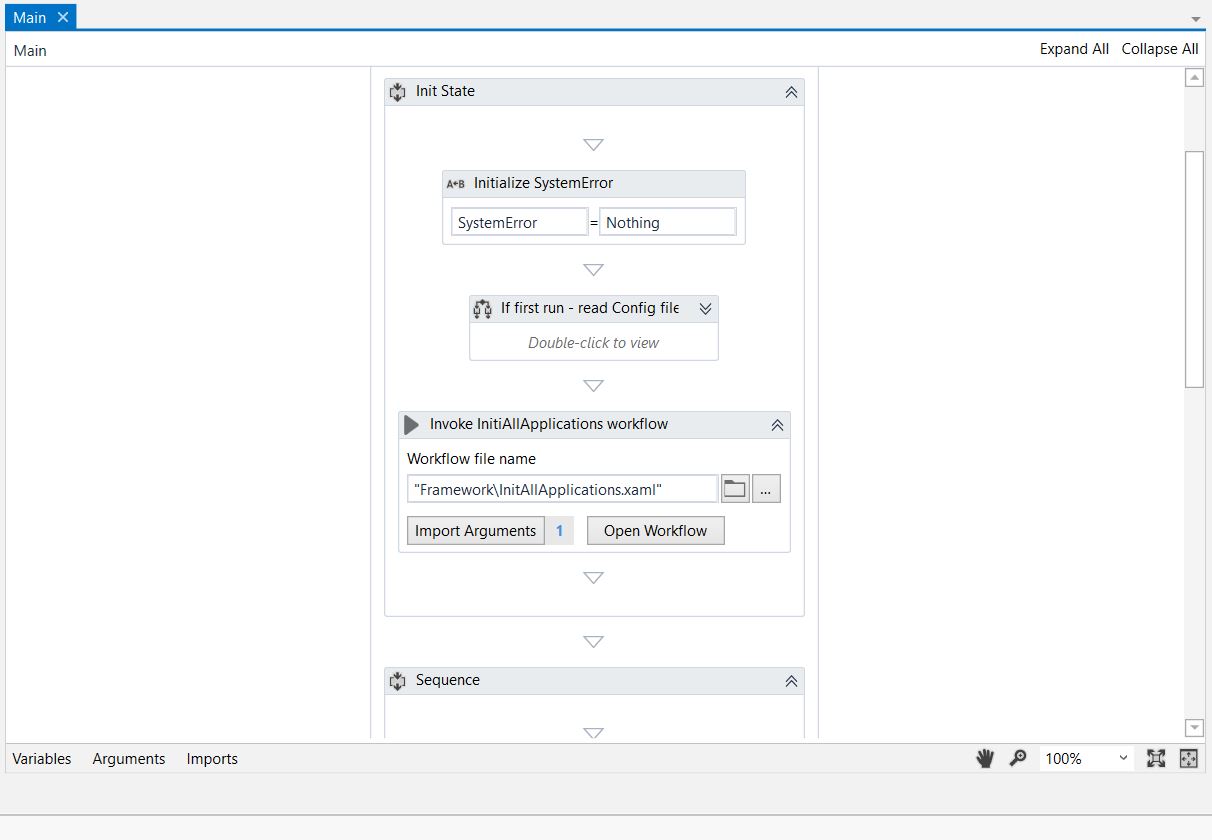 Main
Main
Expand All Collapse All
Init State
A B Initialize SystemError
SystemError = Nothing
If first run - read Config file
Double-click to view
Invoke InitiAllApplications workflow
Workflow file name
"Framework\InitAllApplications.xaml"
...
Import Arguments 1 Open Workflow
Sequence
Variables Arguments Imports
100%